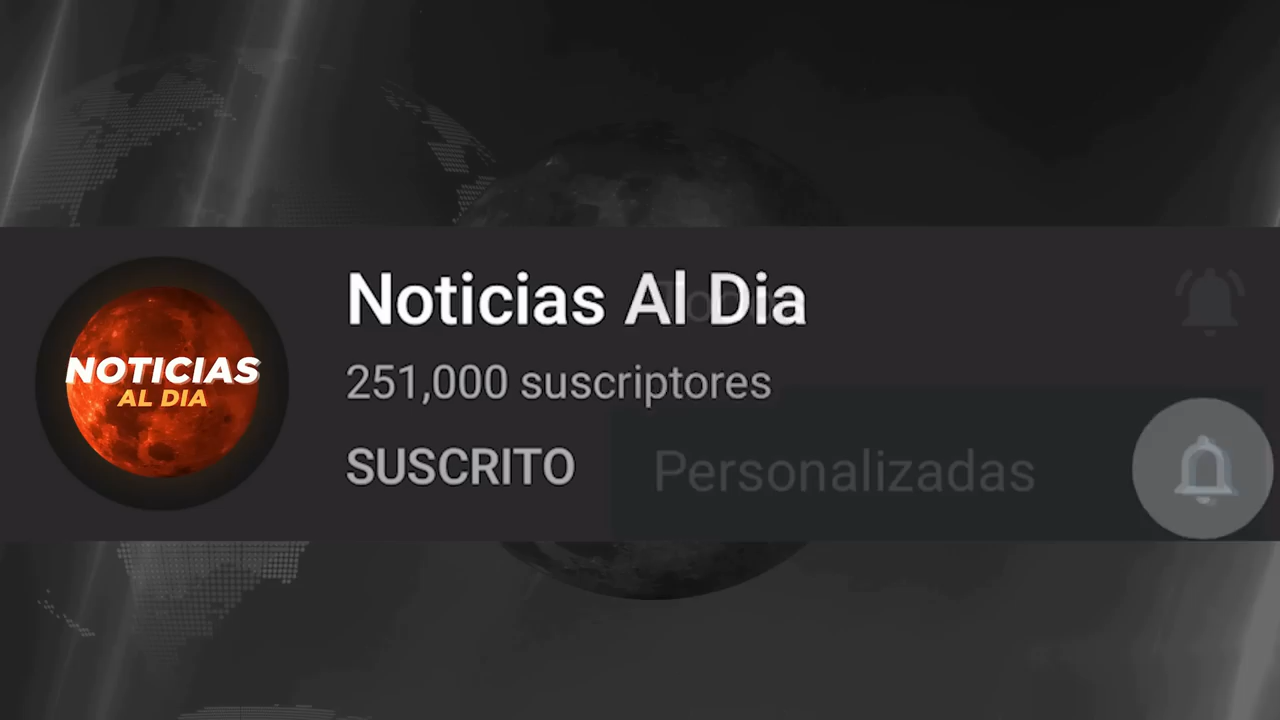 NOTICIAS
AL DIA
Noticias Al Dia
251,000 suscriptores
SUSCRITO
Personalizadas